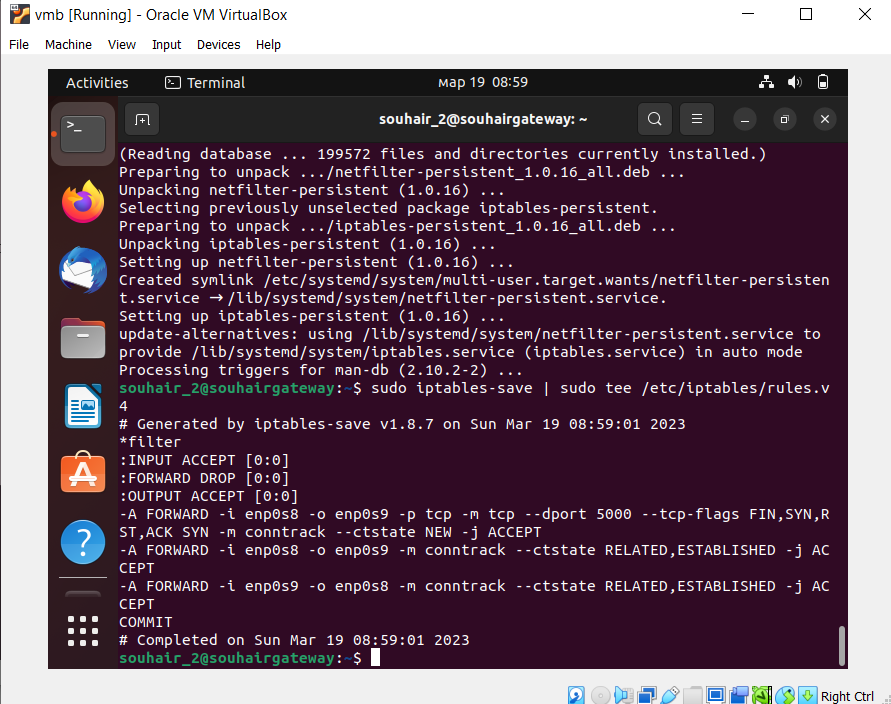 vmb [Running] - Oracle VM VirtualBox
File Machine View Input Devices Help
Activities Terminal мар 19 08:59
souhair_2@souhairgateway: ~
(Reading database ... 199572 files and directories currently installed.)
Preparing to unpack .../netfilter-persistent_1.0.16_all.deb ...
Unpacking netfilter-persistent (1.0.16) ...
Selecting previously unselected package iptables-persistent.
Preparing to unpack .../iptables-persistent_1.0.16_all.deb ...
Unpacking iptables-persistent (1.0.16) ...
Setting up netfilter-persistent (1.0.16) ...
Created symlink /etc/systemd/system/multi-user.target.wants/netfilter-persisten
t.service → /lib/systemd/system/netfilter-persistent.service.
Setting up iptables-persistent (1.0.16) ...
update-alternatives: using /lib/systemd/system/netfilter-persistent.service to
provide /lib/systemd/system/iptables.service (iptables.service) in auto mode
Processing triggers for man-db (2.10.2-2) ...
souhair_2@souhairgateway:~$ sudo iptables-save | sudo tee /etc/iptables/rules.v
4
# Generated by iptables-save v1.8.7 on Sun Mar 19 08:59:01 2023
*filter
:INPUT ACCEPT [0:0]
:FORWARD DROP [0:0]
:OUTPUT ACCEPT [0:0]
-A FORWARD -i enp0s8 -o enp0s9 -p tcp -m tcp --dport 5000 --tcp-flags FIN,SYN,R
ST,ACK SYN -m conntrack --ctstate NEW -j ACCEPT
-A FORWARD -i enp0s8 -o enp0s9 -m conntrack --ctstate RELATED,ESTABLISHED -j AC
CEPT
-A FORWARD -i enp0s9 -o enp0s8 -m conntrack --ctstate RELATED,ESTABLISHED -j AC
CEPT
COMMIT
# Completed on Sun Mar 19 08:59:01 2023
souhair_2@souhairgateway:~$
Right Ctrl